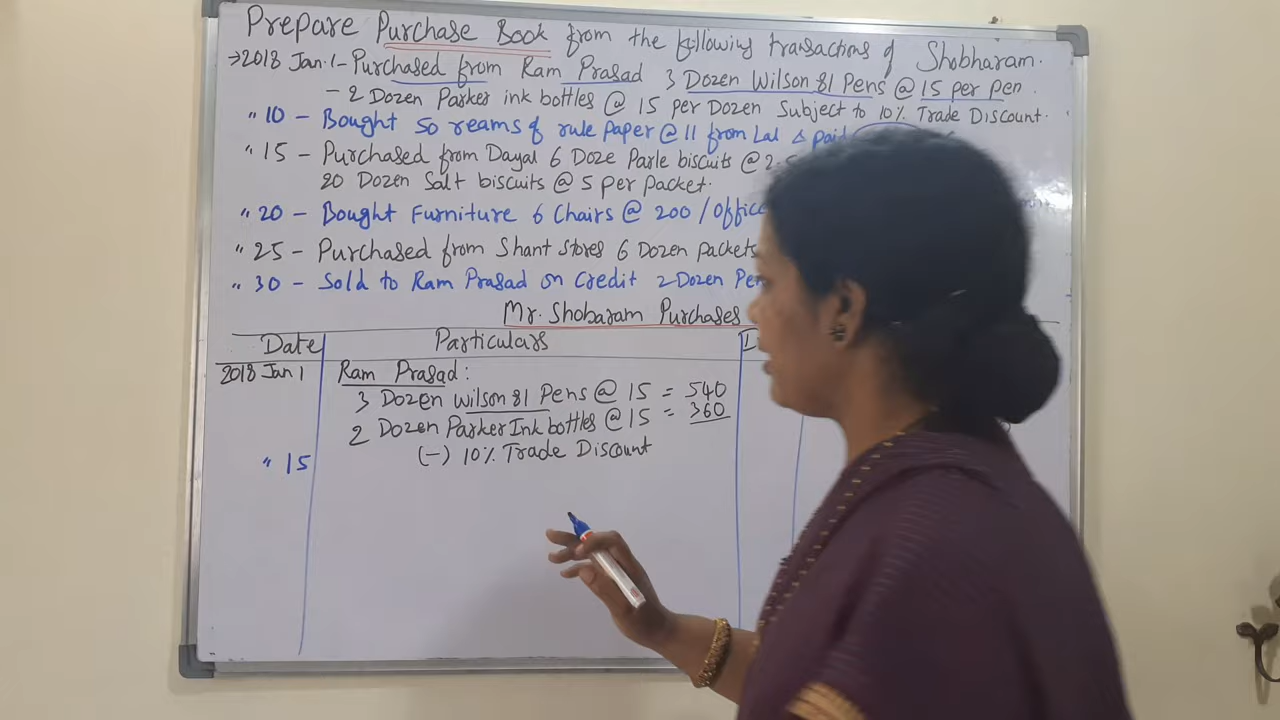 Prepare Purchase Book from the following transactions of Shobharam.
→2018 Jan.1- Purchased from Ram Prasad 3 Dozen Wilson 81 Pens @ 15 per pen.
- 2 Dozen Parker ink bottles @ 15 per Dozen Subject to 10% Trade Discount.
" 10 - Bought 50 reams of rule paper @ 11 from Lal & paid
" 15 - Purchased from Dayal 6 Doze Parle biscuits @ 2.5
20 Dozen Salt biscuits @ 5 per packet.
" 20 - Bought Furniture 6 Chairs @ 200 / Office
" 25 - Purchased from Shant Stores 6 Dozen packets
" 30 - Sold to Ram Prasad on Credit 2 Dozen Pen
Mr. Shobaram Purchases
Date Particulars
2018 Jan 1 Ram Prasad:
3 Dozen Wilson 81 Pens @ 15 = 540
2 Dozen Parker Ink bottles @ 15 = 360
(-) 10% Trade Discount
" 15